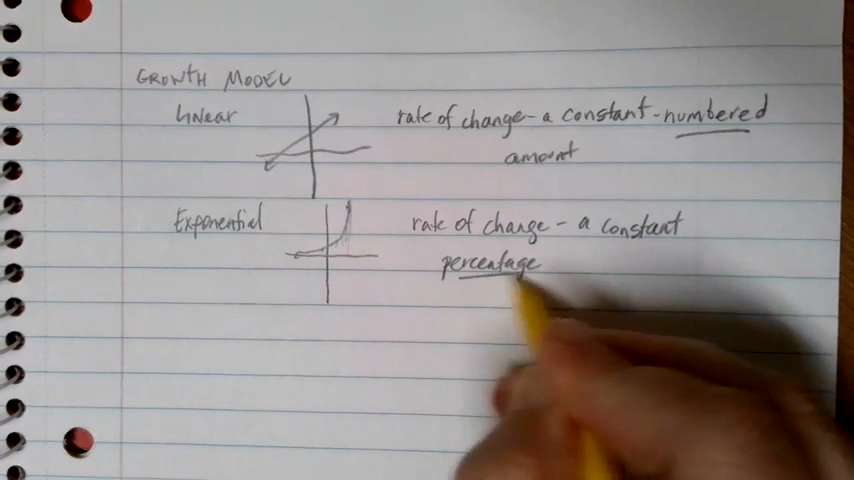 GROWTH MODEL
Linear rate of change - a constant - numbered
amount
Exponential rate of change - a constant
percentage